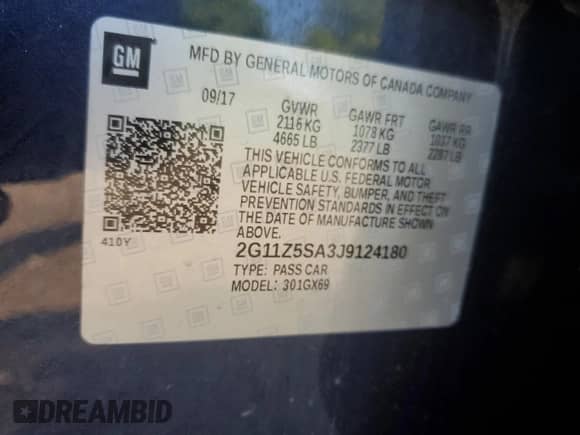 GM
MFD BY GENERAL MOTORS OF CANADA COMPANY
09/17 GVWR GAWR FRT GAWR RR
2116 KG 1078 KG 1037 KG
4665 LB 2377 LB 2287 LB
THIS VEHICLE CONFORMS TO ALL
APPLICABLE U.S. FEDERAL MOTOR
VEHICLE SAFETY, BUMPER, AND THEFT
PREVENTION STANDARDS IN EFFECT ON
THE DATE OF MANUFACTURE SHOWN
ABOVE.
410Y
2G11Z5SA3J9124180
TYPE: PASS CAR
MODEL: 301GX69
DREAMBID